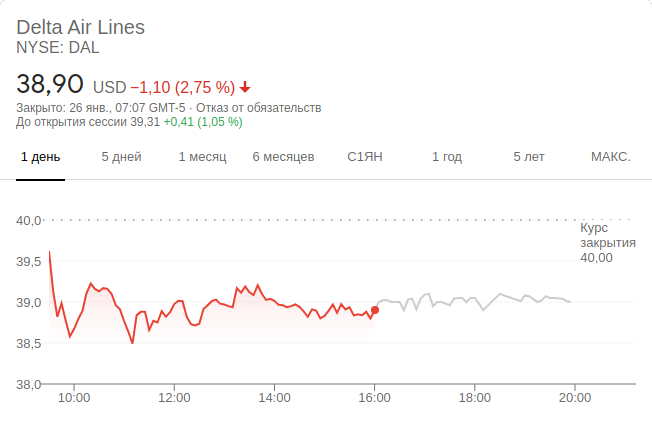 Delta Air Lines
NYSE: DAL
38,90 USD −1,10 (2,75 %)
Закрыто: 26 янв., 07:07 GMT-5 · Отказ от обязательств
До открытия сессии 39,31 +0,41 (1,05 %)
1 день 5 дней 1 месяц 6 месяцев С1ЯН 1 год 5 лет МАКС.
40,0
Курс
закрытия
40,00
39,5
39,0
38,5
38,0
10:00 12:00 14:00 16:00 18:00 20:00